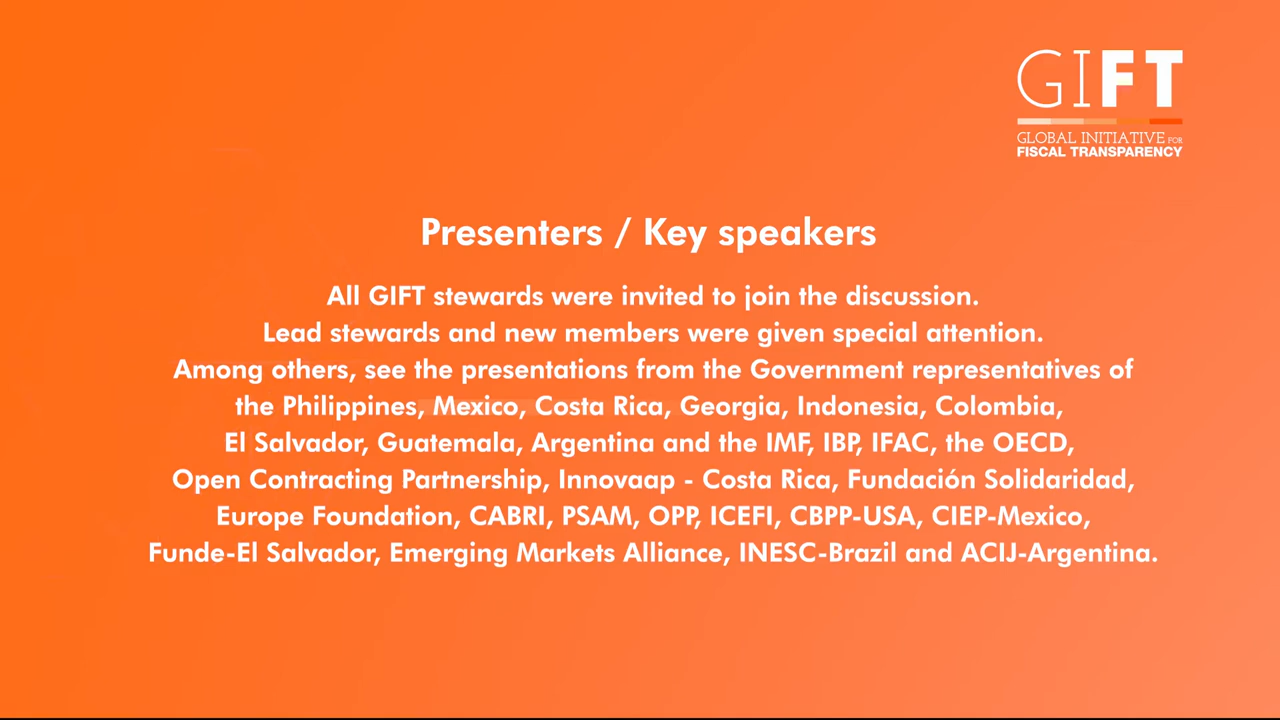 GIFT
GLOBAL INITIATIVE FOR
FISCAL TRANSPARENCY
Presenters / Key speakers
All GIFT stewards were invited to join the discussion.
Lead stewards and new members were given special attention.
Among others, see the presentations from the Government representatives of
the Philippines, Mexico, Costa Rica, Georgia, Indonesia, Colombia,
El Salvador, Guatemala, Argentina and the IMF, IBP, IFAC, the OECD,
Open Contracting Partnership, Innovaap - Costa Rica, Fundación Solidaridad,
Europe Foundation, CABRI, PSAM, OPP, ICEFI, CBPP-USA, CIEP-Mexico,
Funde-El Salvador, Emerging Markets Alliance, INESC-Brazil and ACIJ-Argentina.